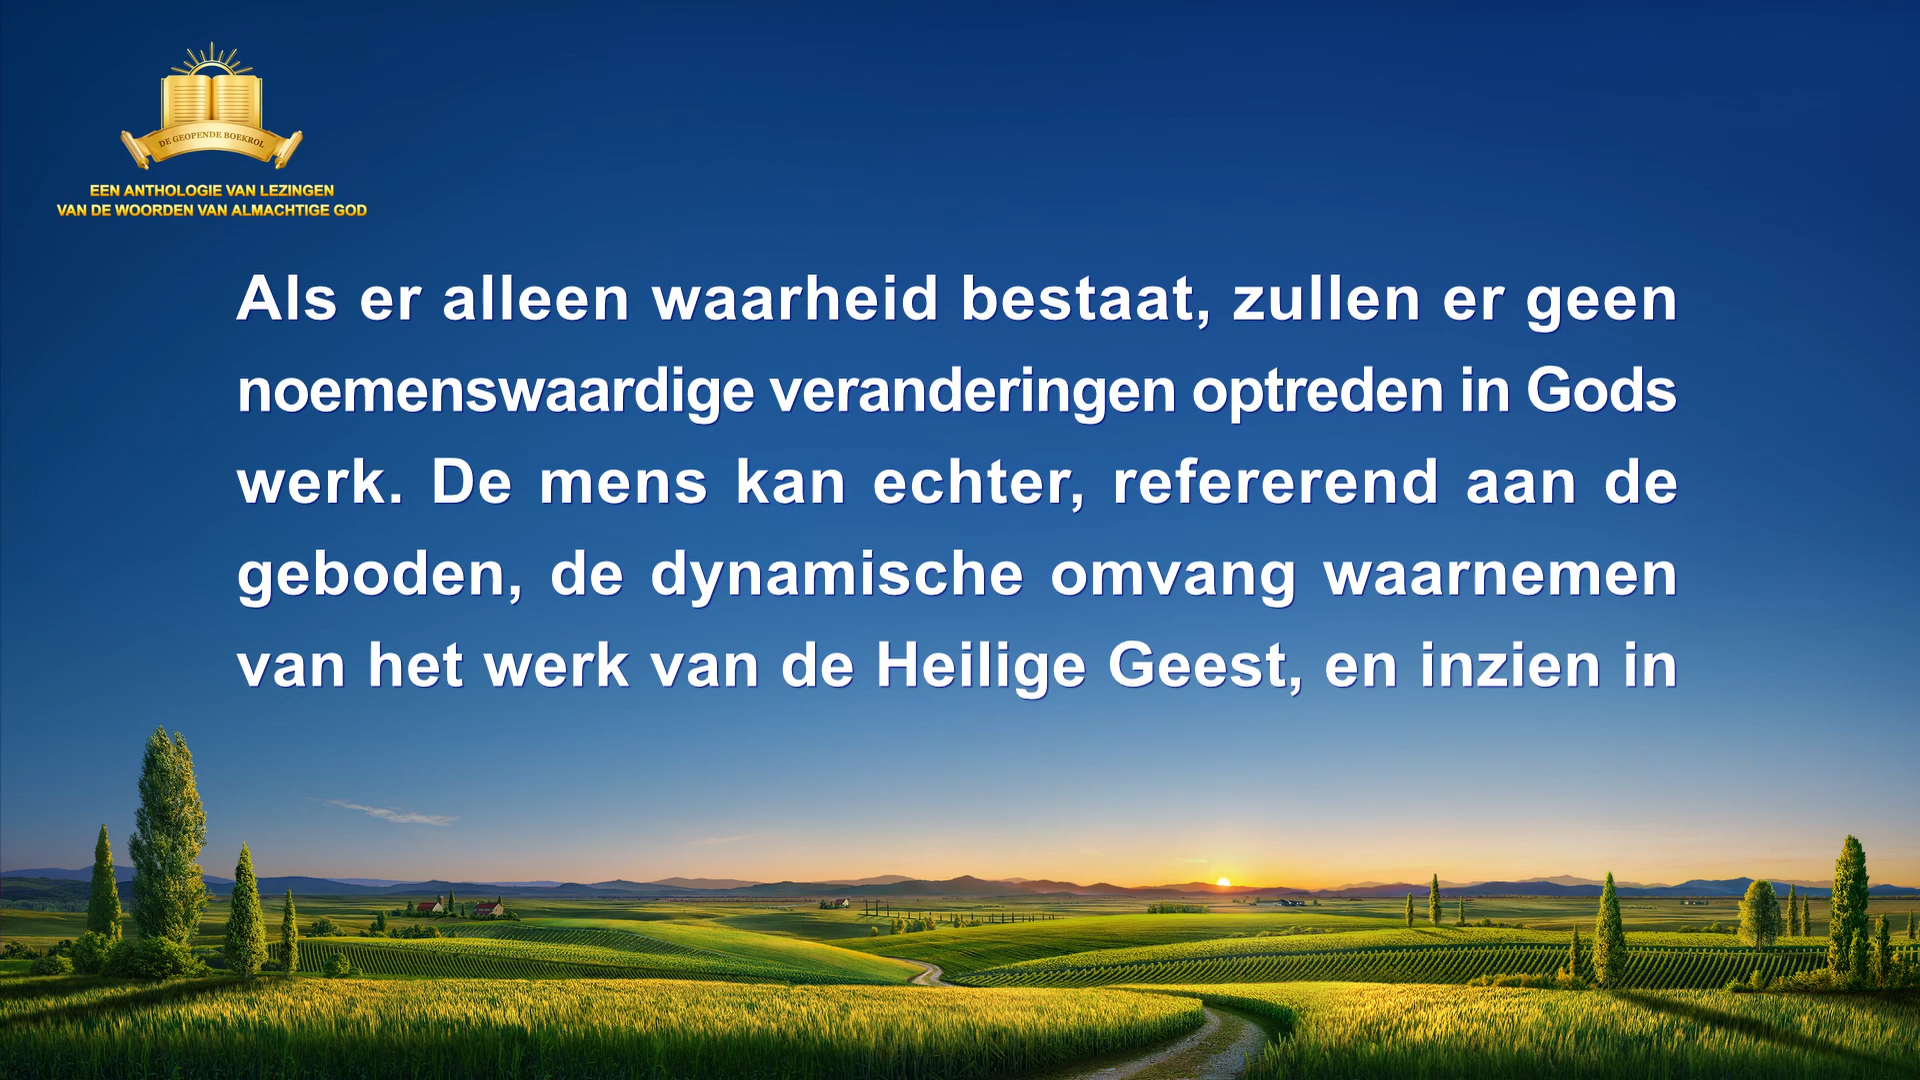 DE GEOPENDE BOEKROL
EEN ANTHOLOGIE VAN LEZINGEN
VAN DE WOORDEN VAN ALMACHTIGE GOD
Als er alleen waarheid bestaat, zullen er geen
noemenswaardige veranderingen optreden in Gods
werk. De mens kan echter, refererend aan de
geboden, de dynamische omvang waarnemen
van het werk van de Heilige Geest, en inzien in